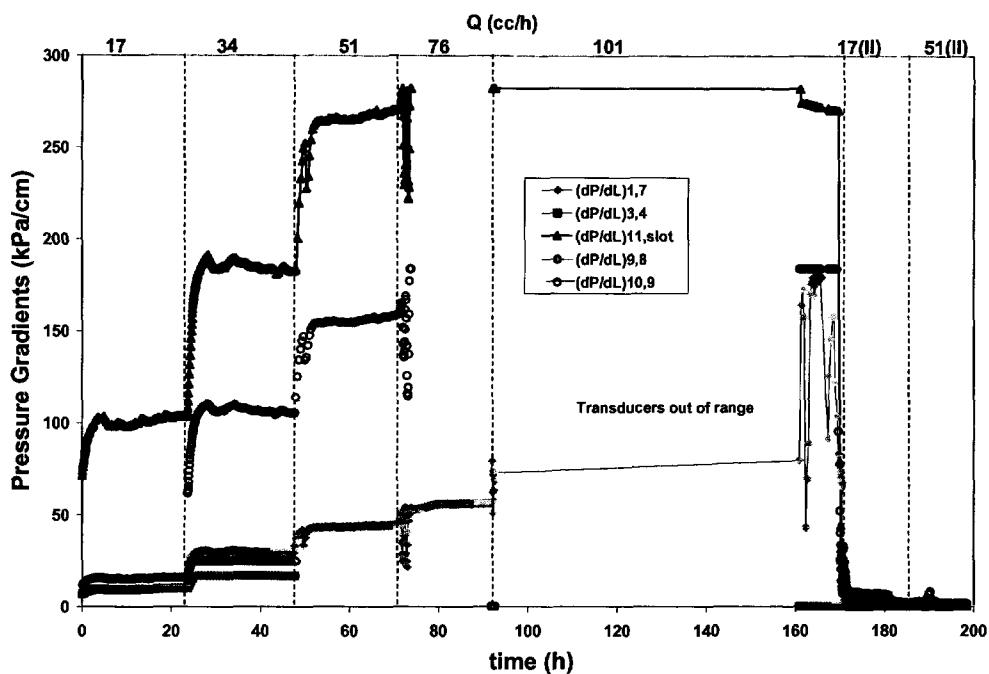 Q (cc/h)
17 34 51 76 101 17(II) 51(II)
300
250
200
150
100
50
0
Pressure Gradients (kPa/cm)
(dP/dL)1,7
(dP/dL)3,4
(dP/dL)11,slot
(dP/dL)9,8
(dP/dL)10,9
Transducers out of range
0 20 40 60 80 100 120 140 160 180 200
time (h)